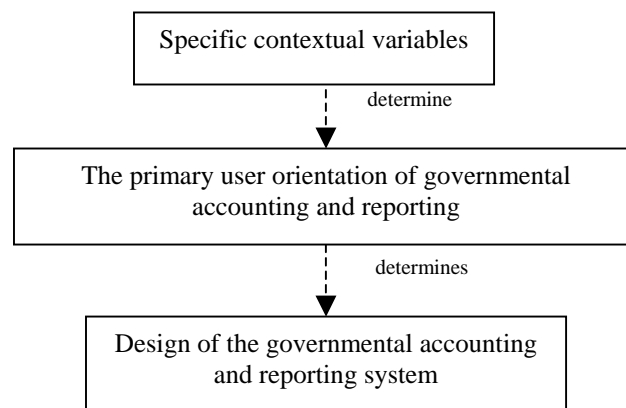 Specific contextual variables
determine
The primary user orientation of governmental
accounting and reporting
determines
Design of the governmental accounting
and reporting system